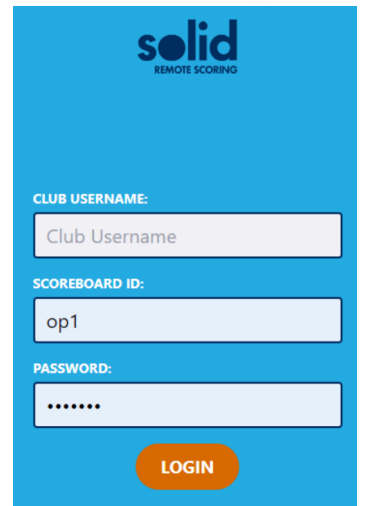 solid
REMOTE SCORING
CLUB USERNAME:
Club Username
SCOREBOARD ID:
op1
PASSWORD:
•••••••
LOGIN